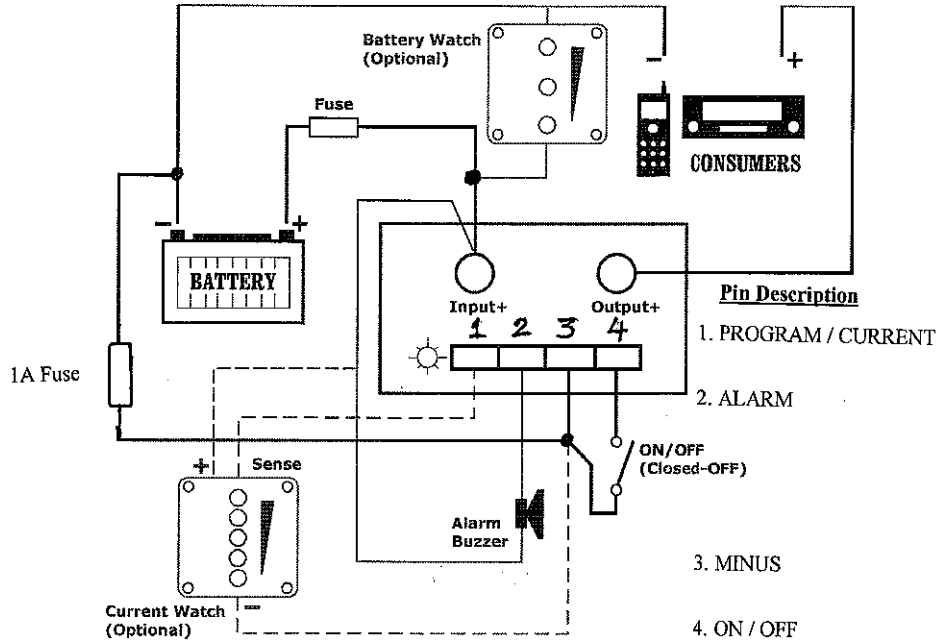 Battery Watch
(Optional)
Fuse
− +
CONSUMERS
− +
BATTERY
Input+
Output+
1 2 3 4
Pin Description
1. PROGRAM / CURRENT
1A Fuse
2. ALARM
+ Sense
ON/OFF
(Closed-OFF)
Alarm
Buzzer
3. MINUS
Current Watch
(Optional)
−
4. ON / OFF